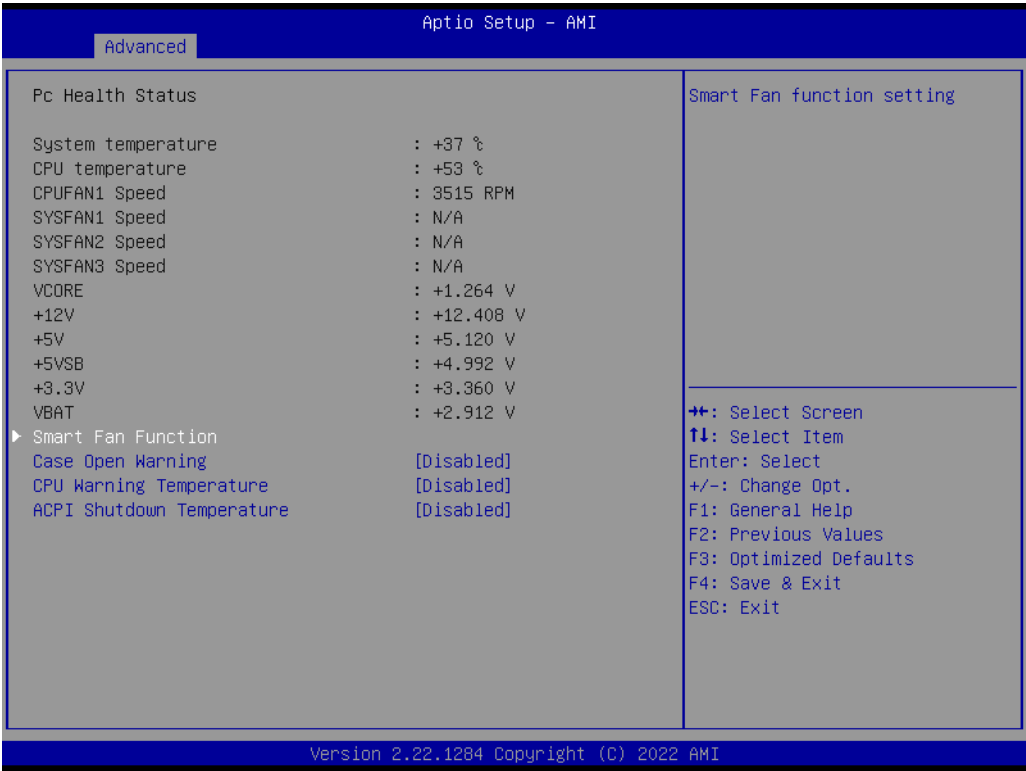 Aptio Setup – AMI
Advanced
Pc Health Status
System temperature : +37 ℃
CPU temperature : +53 ℃
CPUFAN1 Speed : 3515 RPM
SYSFAN1 Speed : N/A
SYSFAN2 Speed : N/A
SYSFAN3 Speed : N/A
VCORE : +1.264 V
+12V : +12.408 V
+5V : +5.120 V
+5VSB : +4.992 V
+3.3V : +3.360 V
VBAT : +2.912 V
Smart Fan Function
Case Open Warning [Disabled]
CPU Warning Temperature [Disabled]
ACPI Shutdown Temperature [Disabled]
Smart Fan function setting
→←: Select Screen
↑↓: Select Item
Enter: Select
+/-: Change Opt.
F1: General Help
F2: Previous Values
F3: Optimized Defaults
F4: Save & Exit
ESC: Exit
Version 2.22.1284 Copyright (C) 2022 AMI